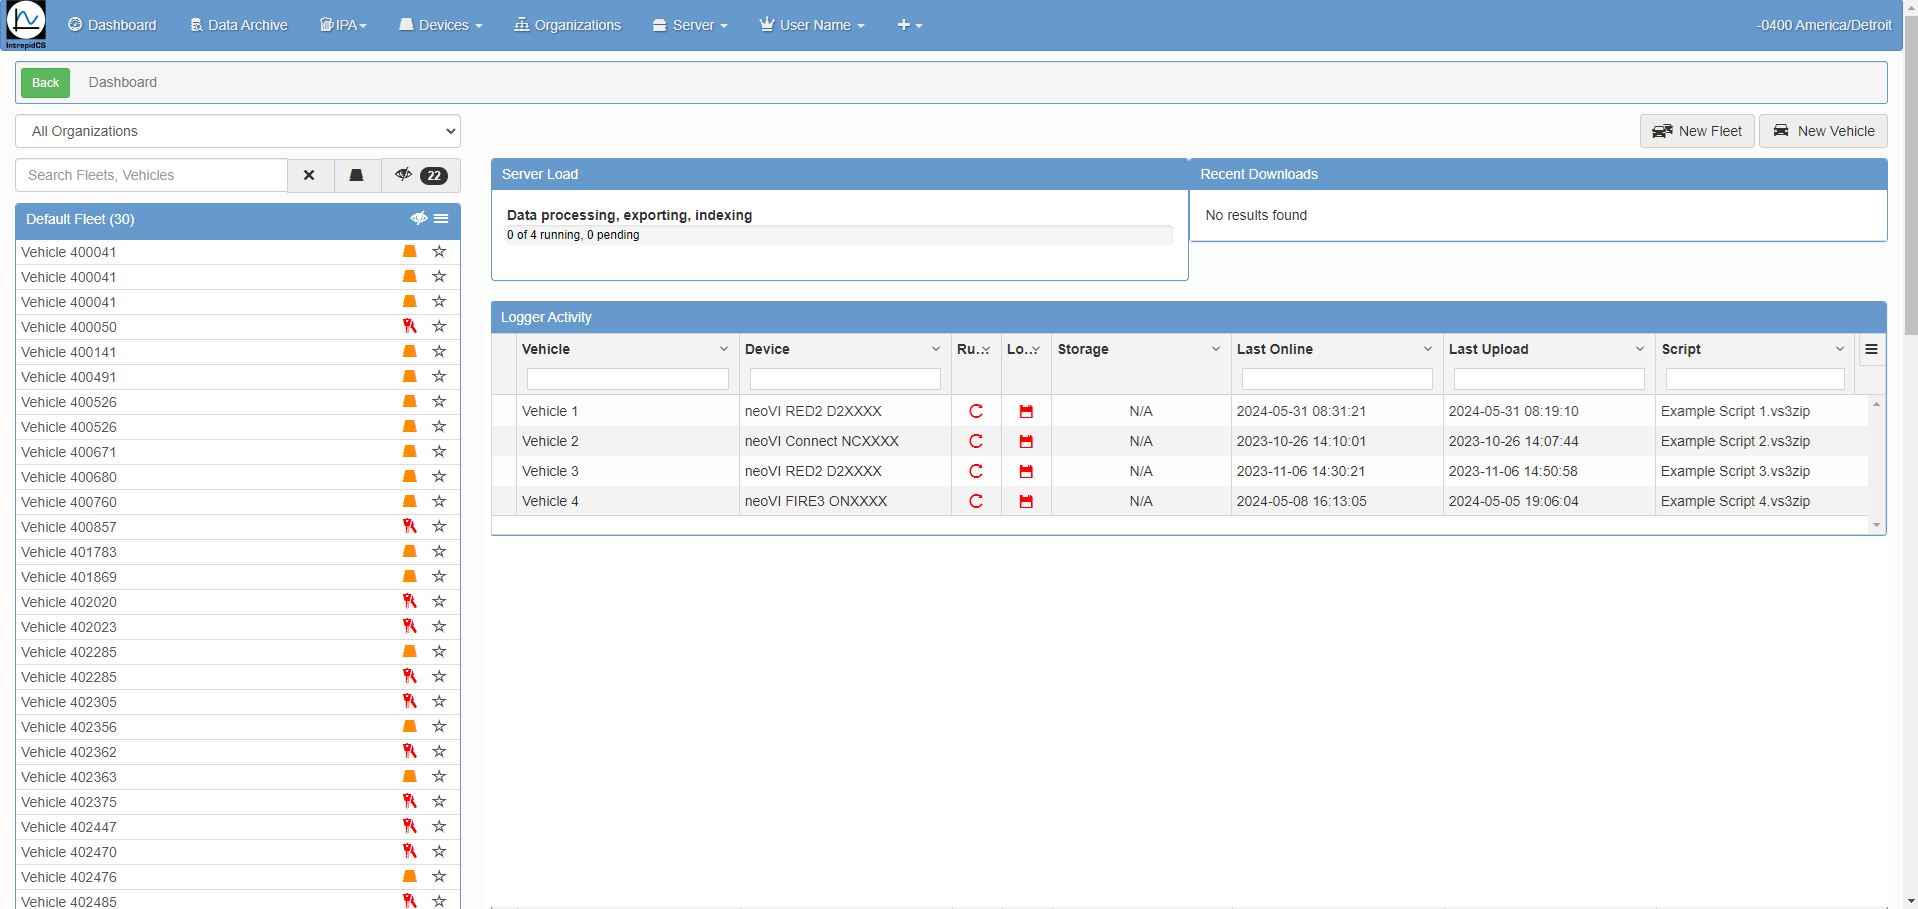 IntrepidCS
Dashboard Data Archive IPA Devices Organizations Server User Name + -0400 America/Detroit
Back Dashboard
All Organizations
New Fleet New Vehicle
Search Fleets, Vehicles 22
Default Fleet (30)
Vehicle 400041
Vehicle 400041
Vehicle 400041
Vehicle 400050
Vehicle 400141
Vehicle 400491
Vehicle 400526
Vehicle 400526
Vehicle 400671
Vehicle 400680
Vehicle 400760
Vehicle 400857
Vehicle 401783
Vehicle 401869
Vehicle 402020
Vehicle 402023
Vehicle 402285
Vehicle 402285
Vehicle 402305
Vehicle 402356
Vehicle 402362
Vehicle 402363
Vehicle 402375
Vehicle 402447
Vehicle 402470
Vehicle 402476
Vehicle 402485
Server Load
Data processing, exporting, indexing
0 of 4 running, 0 pending
Recent Downloads
No results found
Logger Activity
Vehicle Device Ru... Lo... Storage Last Online Last Upload Script
Vehicle 1 neoVI RED2 D2XXXX N/A 2024-05-31 08:31:21 2024-05-31 08:19:10 Example Script 1.vs3zip
Vehicle 2 neoVI Connect NCXXXX N/A 2023-10-26 14:10:01 2023-10-26 14:07:44 Example Script 2.vs3zip
Vehicle 3 neoVI RED2 D2XXXX N/A 2023-11-06 14:30:21 2023-11-06 14:50:58 Example Script 3.vs3zip
Vehicle 4 neoVI FIRE3 ONXXXX N/A 2024-05-08 16:13:05 2024-05-05 19:06:04 Example Script 4.vs3zip